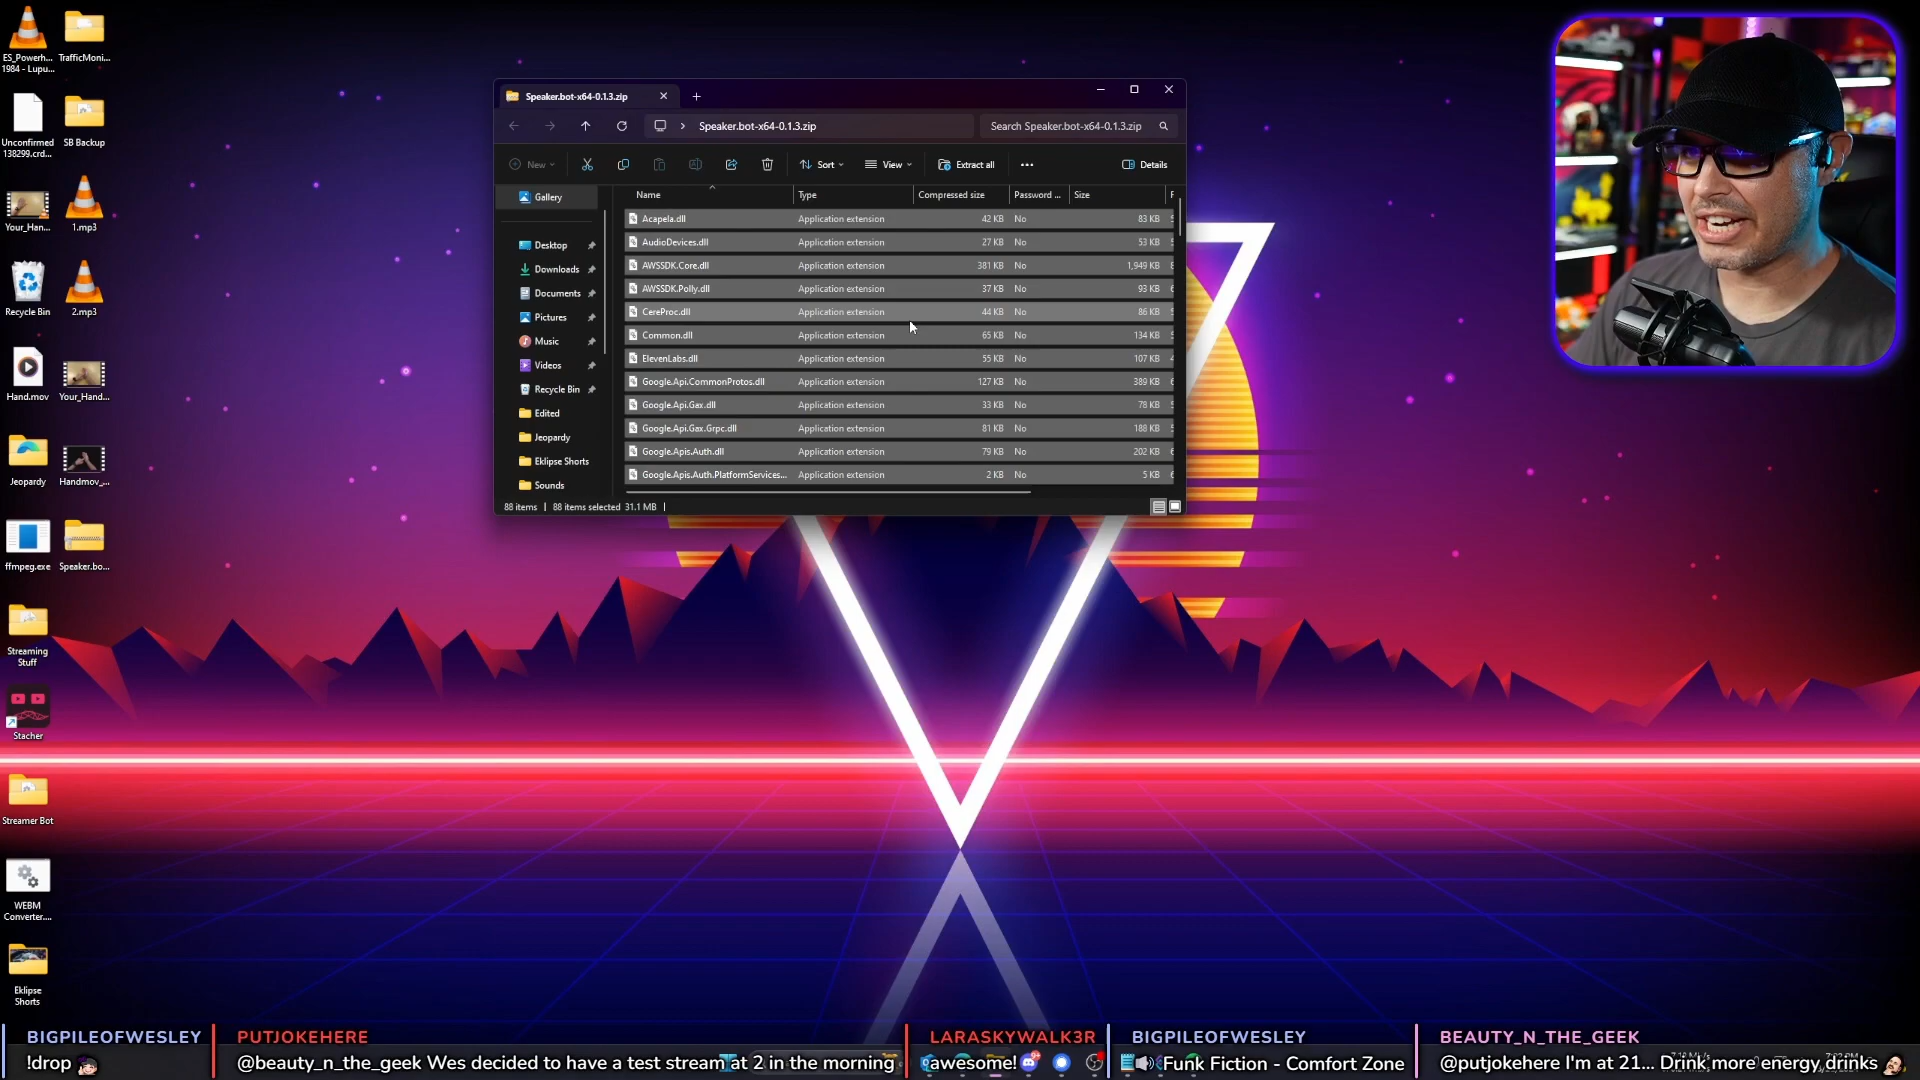 ES_Powerh...
1984 - Lupu...
TrafficMoni...
Unconfirmed
138299.crd...
SB Backup
Your_Han...
1.mp3
Recycle Bin
2.mp3
Hand.mov
Your_Hand...
Jeopardy
Handmov_...
ffmpeg.exe
Speaker.bo...
Streaming
Stuff
Stacher
Streamer Bot
WEBM
Converter....
Eklipse
Shorts
Speaker.bot-x64-0.1.3.zip
Speaker.bot-x64-0.1.3.zip
Search Speaker.bot-x64-0.1.3.zip
New
Sort
View
Extract all
Details
Gallery
Desktop
Downloads
Documents
Pictures
Music
Videos
Recycle Bin
Edited
Jeopardy
Eklipse Shorts
Sounds
Name Type Compressed size Password ... Size
Acapela.dll Application extension 42 KB No 83 KB
AudioDevices.dll Application extension 27 KB No 53 KB
AWSSDK.Core.dll Application extension 381 KB No 1,949 KB
AWSSDK.Polly.dll Application extension 37 KB No 93 KB
CereProc.dll Application extension 44 KB No 86 KB
Common.dll Application extension 65 KB No 134 KB
ElevenLabs.dll Application extension 55 KB No 107 KB
Google.Api.CommonProtos.dll Application extension 127 KB No 389 KB
Google.Api.Gax.dll Application extension 33 KB No 78 KB
Google.Api.Gax.Grpc.dll Application extension 81 KB No 188 KB
Google.Apis.Auth.dll Application extension 79 KB No 202 KB
Google.Apis.Auth.PlatformServices... Application extension 2 KB No 5 KB
88 items 88 items selected 31.1 MB
BIGPILEOFWESLEY
!drop
PUTJOKEHERE
@beauty_n_the_geek Wes decided to have a test stream at 2 in the morning
LARASKYWALK3R
awesome!
BIGPILEOFWESLEY
Funk Fiction - Comfort Zone
BEAUTY_N_THE_GEEK
@putjokehere I'm at 21... Drink more energy drinks